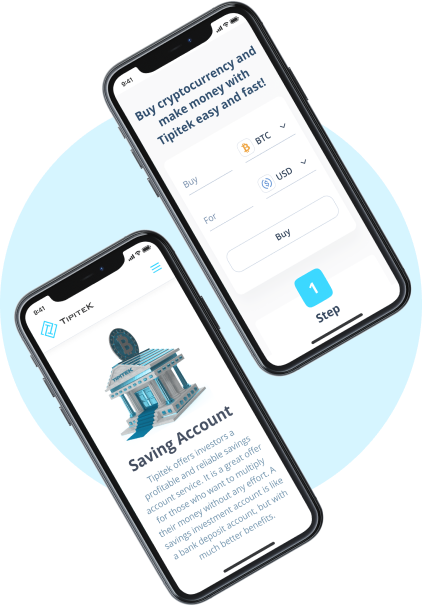 9:41
Buy cryptocurrency and
make money with
Tipitek easy and fast!
Buy
BTC
For
USD
Buy
1
Step
9:41
TIPITEK
TIPITEK
Saving Account
Tipitek offers investors a
profitable and reliable savings
account service. It is a great offer
for those who want to multiply
their money without any effort. A
savings investment account is like
a bank deposit account, but with
much better benefits.